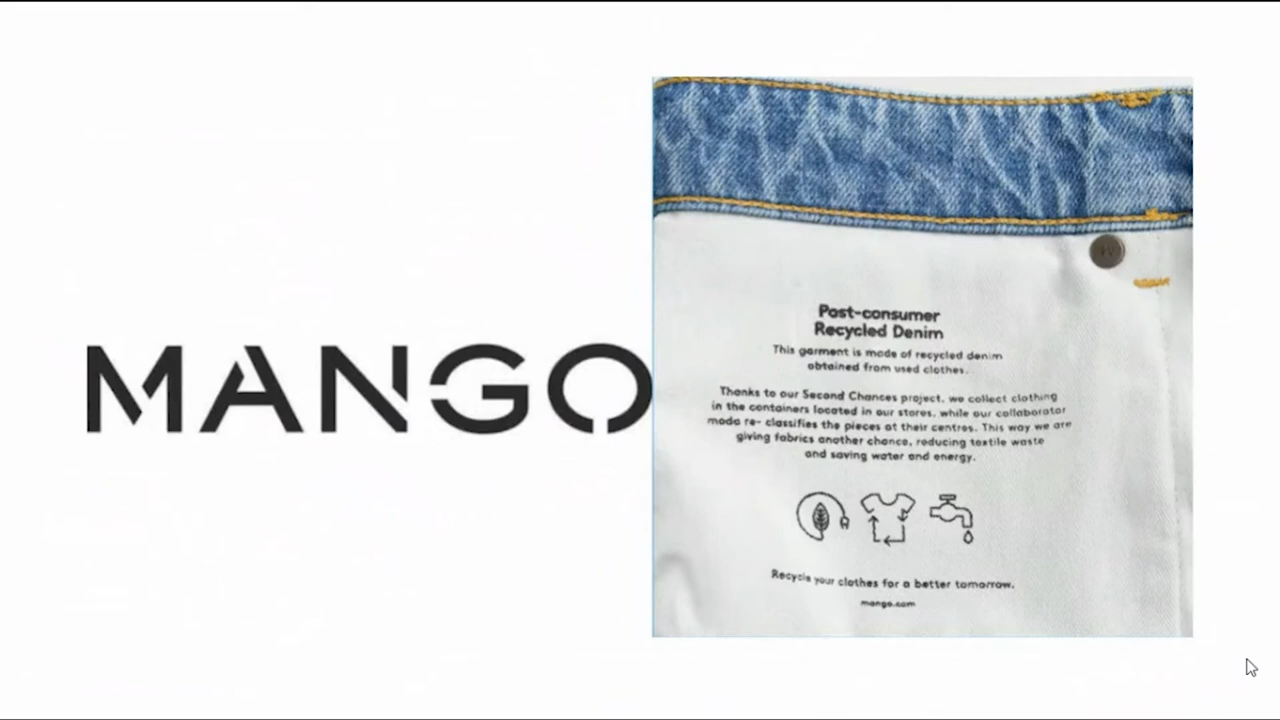 MANGO
Post-consumer
Recycled Denim
This garment is made of recycled denim
obtained from used clothes.
Thanks to our Second Chances project, we collect clothing
in the containers located in our stores, while our collaborator
moda re- classifies the pieces at their centres. This way we are
giving fabrics another chance, reducing textile waste
and saving water and energy.
Recycle your clothes for a better tomorrow.
mango.com